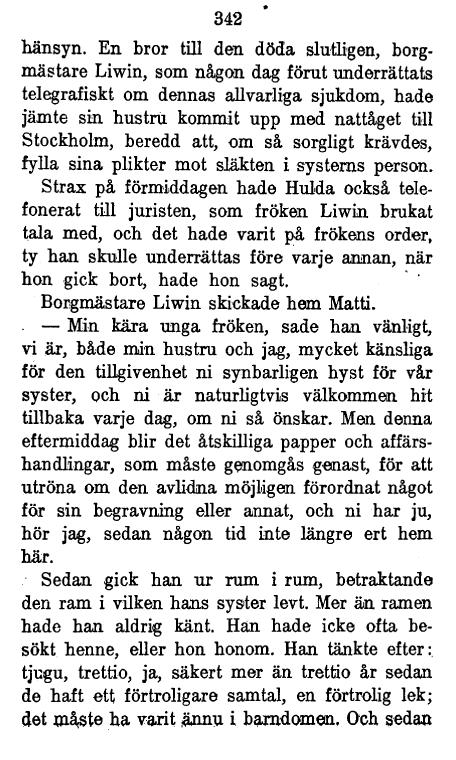 342
hänsyn. En bror till den döda slutligen, borg-
mästare Liwin, som någon dag förut underrättats
telegrafiskt om dennas allvarliga sjukdom, hade
jämte sin hustru kommit upp med nattåget till
Stockholm, beredd att, om så sorgligt krävdes,
fylla sina plikter mot släkten i systerns person.
Strax på förmiddagen hade Hulda också tele-
fonerat till juristen, som fröken Liwin brukat
tala med, och det hade varit på frökens order,
ty han skulle underrättas före varje annan, när
hon gick bort, hade hon sagt.
Borgmästare Liwin skickade hem Matti.
— Min kära unga fröken, sade han vänligt,
vi är, både min hustru och jag, mycket känsliga
för den tillgivenhet ni synbarligen hyst för vår
syster, och ni är naturligtvis välkommen hit
tillbaka varje dag, om ni så önskar. Men denna
eftermiddag blir det åtskilliga papper och affärs-
handlingar, som måste genomgås genast, för att
utröna om den avlidna möjligen förordnat något
för sin begravning eller annat, och ni har ju,
hör jag, sedan någon tid inte längre ert hem
här.
Sedan gick han ur rum i rum, betraktande
den ram i vilken hans syster levt. Mer än ramen
hade han aldrig känt. Han hade icke ofta be-
sökt henne, eller hon honom. Han tänkte efter:
tjugu, trettio, ja, säkert mer än trettio år sedan
de haft ett förtroligare samtal, en förtrolig lek;
det måste ha varit ännu i barndomen. Och sedan